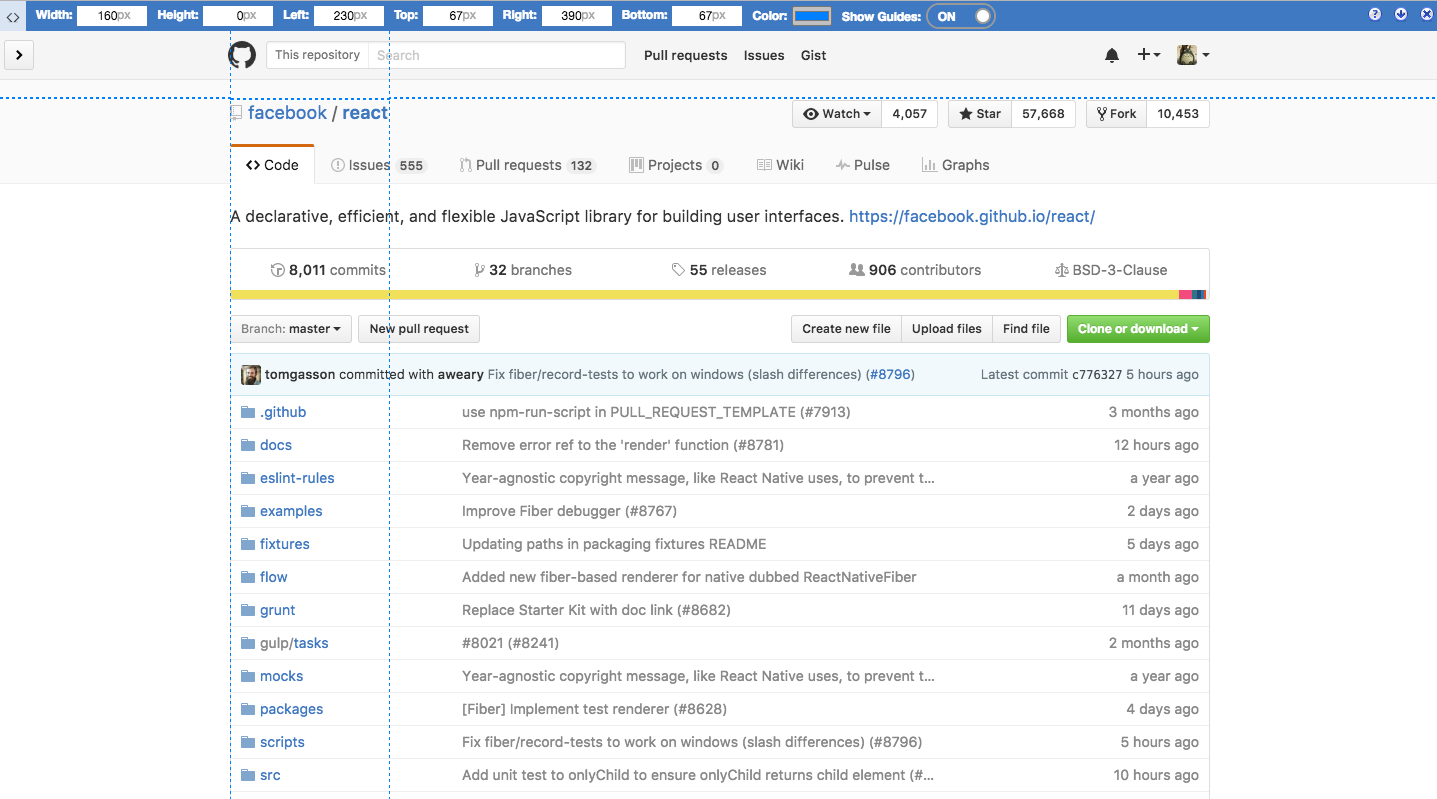 Width: 160px Height: 0px Left: 230px Top: 67px Right: 390px Bottom: 67px Color: Show Guides: ON
This repository Search Pull requests Issues Gist
facebook / react Watch 4,057 Star 57,668 Fork 10,453
Code Issues 555 Pull requests 132 Projects 0 Wiki Pulse Graphs
A declarative, efficient, and flexible JavaScript library for building user interfaces. https://facebook.github.io/react/
8,011 commits 32 branches 55 releases 906 contributors BSD-3-Clause
Branch: master New pull request Create new file Upload files Find file Clone or download
tomgasson committed with aweary Fix fiber/record-tests to work on windows (slash differences) (#8796) Latest commit c776327 5 hours ago
.github use npm-run-script in PULL_REQUEST_TEMPLATE (#7913) 3 months ago
docs Remove error ref to the 'render' function (#8781) 12 hours ago
eslint-rules Year-agnostic copyright message, like React Native uses, to prevent t... a year ago
examples Improve Fiber debugger (#8767) 2 days ago
fixtures Updating paths in packaging fixtures README 5 days ago
flow Added new fiber-based renderer for native dubbed ReactNativeFiber a month ago
grunt Replace Starter Kit with doc link (#8682) 11 days ago
gulp/tasks #8021 (#8241) 2 months ago
mocks Year-agnostic copyright message, like React Native uses, to prevent t... a year ago
packages [Fiber] Implement test renderer (#8628) 4 days ago
scripts Fix fiber/record-tests to work on windows (slash differences) (#8796) 5 hours ago
src Add unit test to onlyChild to ensure onlyChild returns child element (#... 10 hours ago